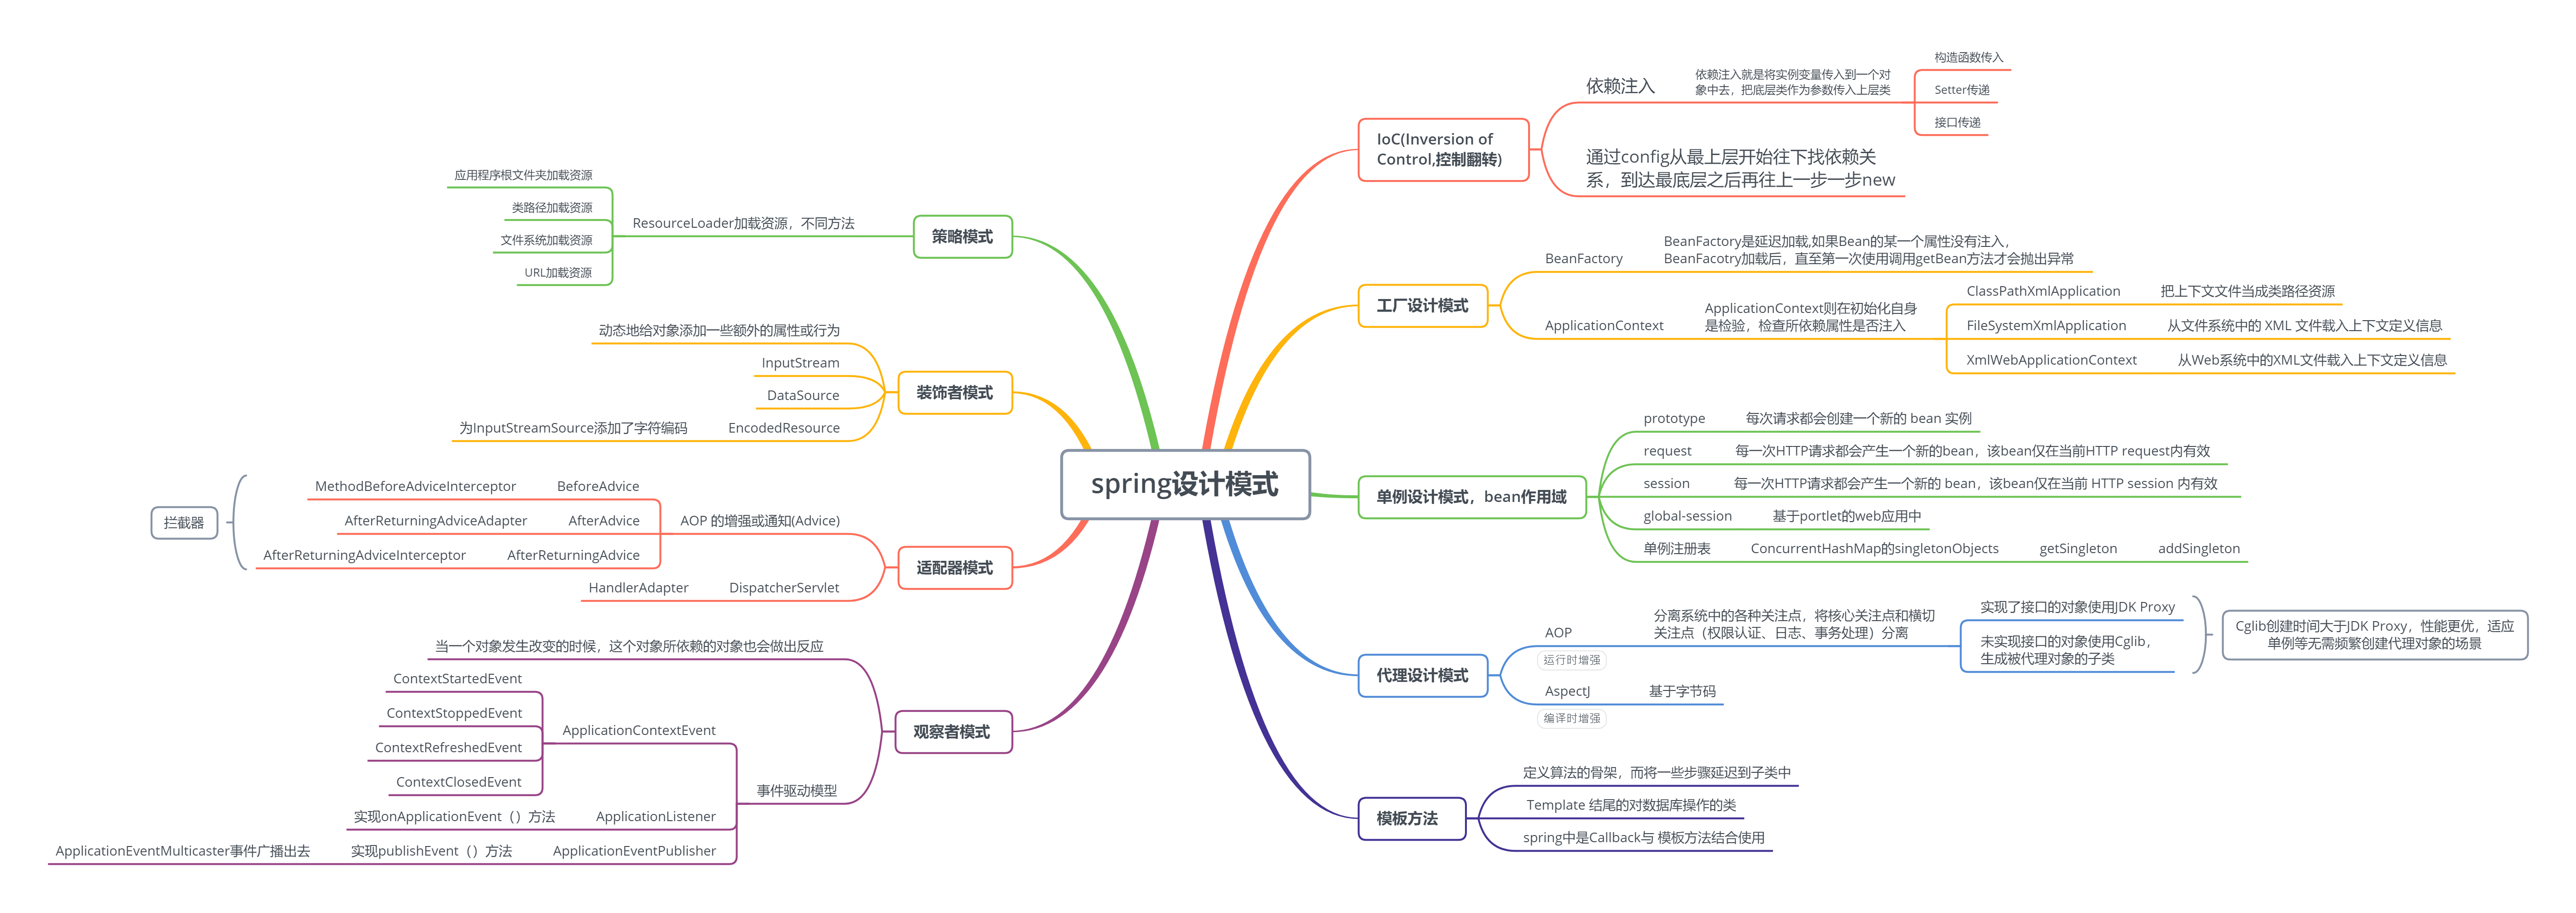 spring设计模式
IoC(Inversion of
Control,控制翻转)
依赖注入
依赖注入就是将实例变量传入到一个对
象中去，把底层类作为参数传入上层类
构造函数传入
Setter传递
接口传递
通过config从最上层开始往下找依赖关
系，到达最底层之后再往上一步一步new
工厂设计模式
BeanFactory
BeanFactory是延迟加载,如果Bean的某一个属性没有注入，
BeanFacotry加载后，直至第一次使用调用getBean方法才会抛出异常
ApplicationContext
ApplicationContext则在初始化自身
是检验，检查所依赖属性是否注入
ClassPathXmlApplication
把上下文文件当成类路径资源
FileSystemXmlApplication
从文件系统中的 XML 文件载入上下文定义信息
XmlWebApplicationContext
从Web系统中的XML文件载入上下文定义信息
单例设计模式，bean作用域
prototype
每次请求都会创建一个新的 bean 实例
request
每一次HTTP请求都会产生一个新的bean，该bean仅在当前HTTP request内有效
session
每一次HTTP请求都会产生一个新的 bean，该bean仅在当前 HTTP session 内有效
global-session
基于portlet的web应用中
单例注册表
ConcurrentHashMap的singletonObjects
getSingleton
addSingleton
代理设计模式
AOP
运行时增强
分离系统中的各种关注点，将核心关注点和横切
关注点（权限认证、日志、事务处理）分离
实现了接口的对象使用JDK Proxy
未实现接口的对象使用Cglib，
生成被代理对象的子类
Cglib创建时间大于JDK Proxy，性能更优，适应
单例等无需频繁创建代理对象的场景
AspectJ
编译时增强
基于字节码
模板方法
定义算法的骨架，而将一些步骤延迟到子类中
Template 结尾的对数据库操作的类
spring中是Callback与 模板方法结合使用
策略模式
ResourceLoader加载资源，不同方法
应用程序根文件夹加载资源
类路径加载资源
文件系统加载资源
URL加载资源
装饰者模式
动态地给对象添加一些额外的属性或行为
InputStream
DataSource
EncodedResource
为InputStreamSource添加了字符编码
适配器模式
AOP 的增强或通知(Advice)
BeforeAdvice
MethodBeforeAdviceInterceptor
AfterAdvice
AfterReturningAdviceAdapter
AfterReturningAdvice
AfterReturningAdviceInterceptor
拦截器
DispatcherServlet
HandlerAdapter
观察者模式
当一个对象发生改变的时候，这个对象所依赖的对象也会做出反应
事件驱动模型
ApplicationContextEvent
ContextStartedEvent
ContextStoppedEvent
ContextRefreshedEvent
ContextClosedEvent
ApplicationListener
实现onApplicationEvent（）方法
ApplicationEventPublisher
实现publishEvent（）方法
ApplicationEventMulticaster事件广播出去